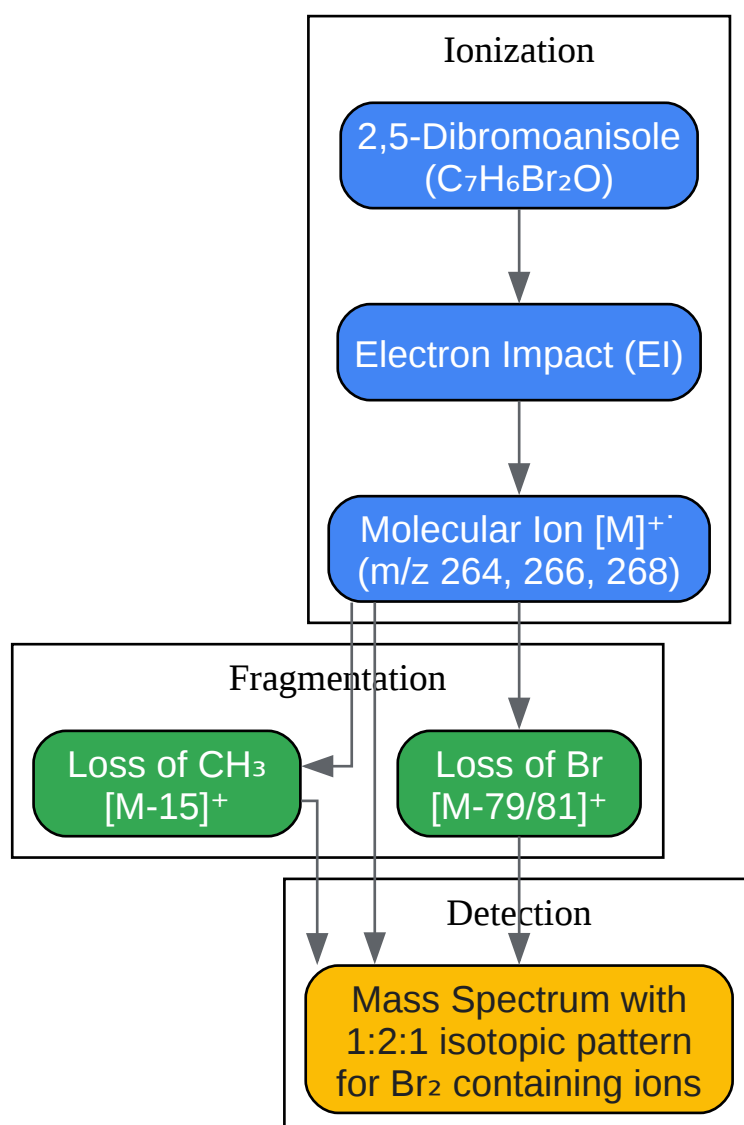 Ionization
2,5-Dibromoanisole
(C₇H₆Br₂O)
Electron Impact (EI)
Molecular Ion [M]⁺˙
(m/z 264, 266, 268)
Fragmentation
Loss of CH₃
[M-15]⁺
Loss of Br
[M-79/81]⁺
Detection
Mass Spectrum with
1:2:1 isotopic pattern
for Br₂ containing ions